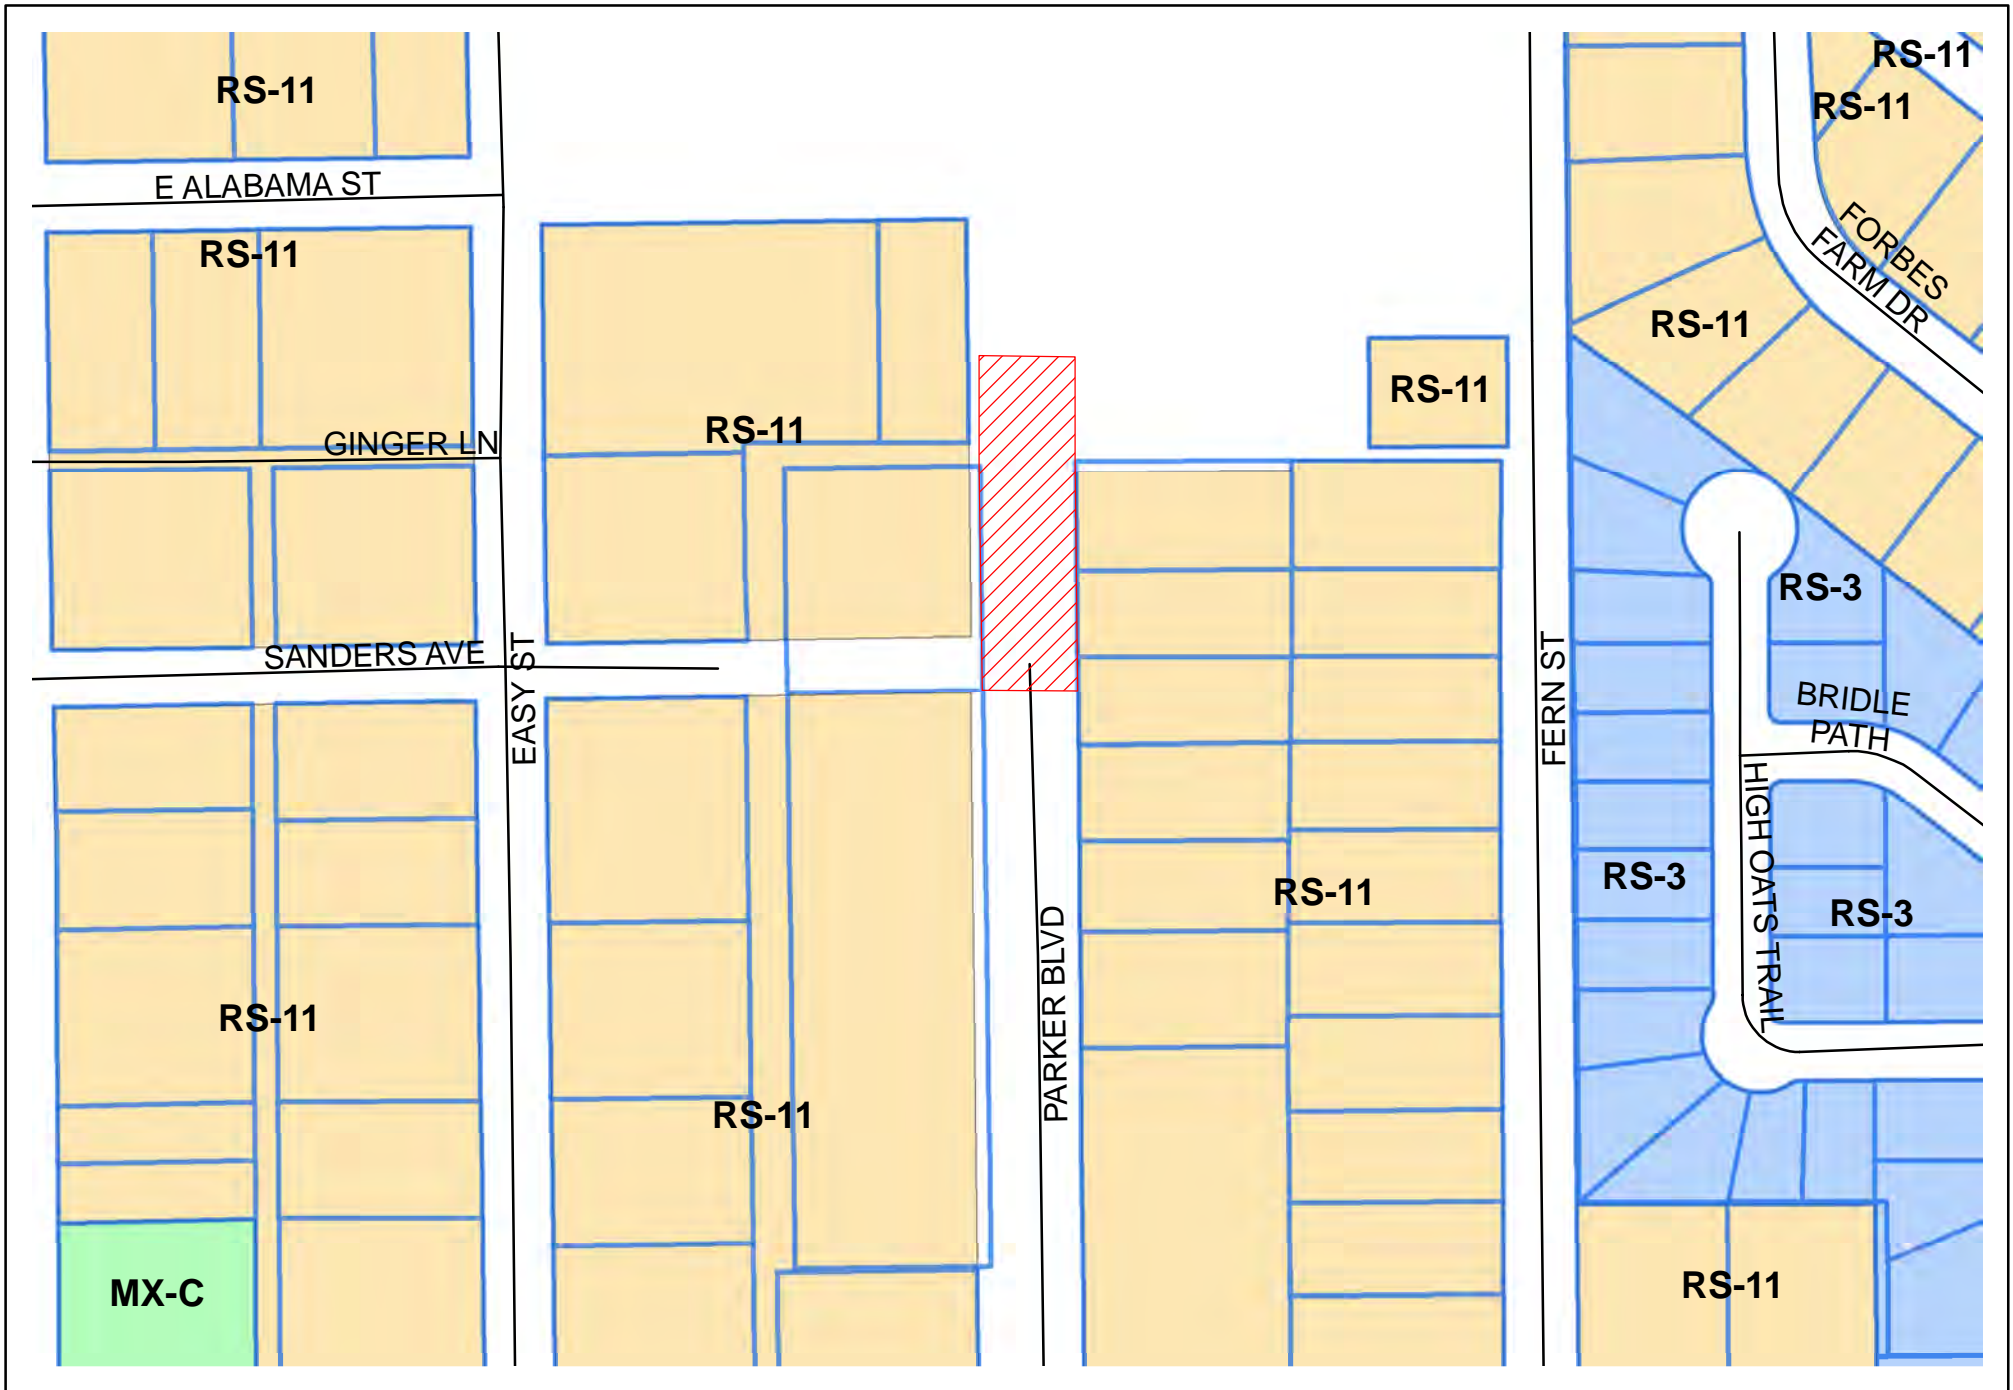 RS-11
RS-11
RS-11
E ALABAMA ST
RS-11
FORBES
FARM DR
RS-11
RS-11
RS-11
GINGER LN
RS-3
SANDERS AVE
EASY ST
FERN ST
BRIDLE
PATH
HIGH OATS TRAIL
RS-3
RS-11
RS-3
PARKER BLVD
RS-11
RS-11
MX-C
RS-11